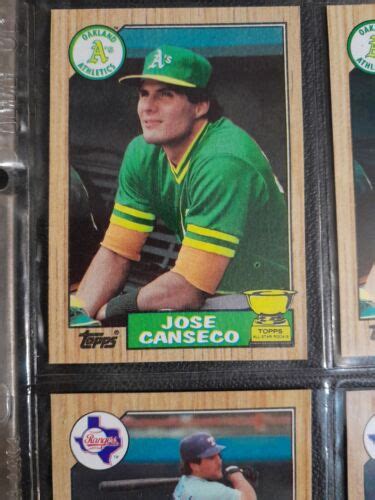 OAKLAND
A's
ATHLETICS
A's
Topps
JOSE
CANSECO
TOPPS
ALL STAR ROOKIE
Rangers